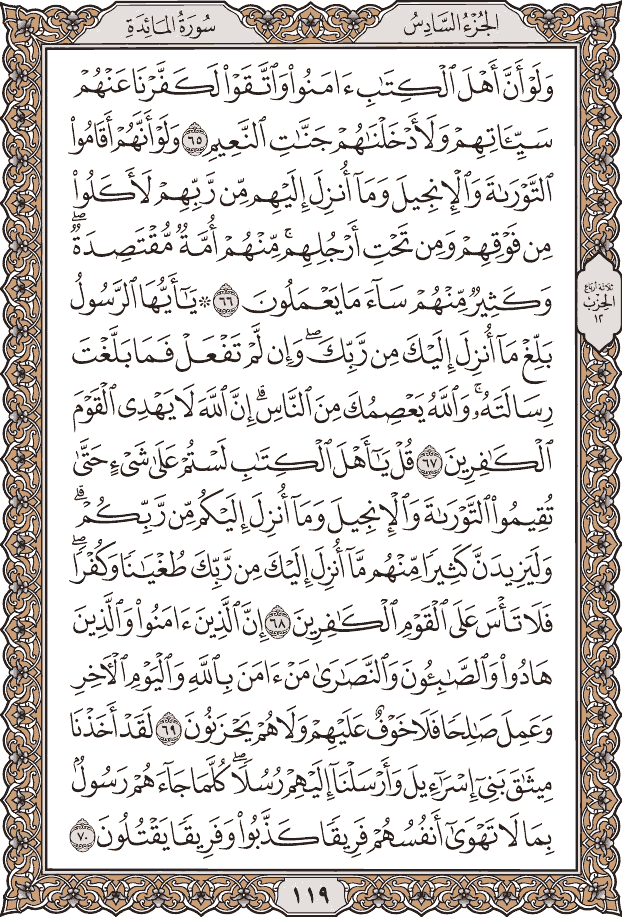 الجُزْءُ السَّادِسُ
سُورَةُ المَائِدَةِ
وَلَوْ أَنَّ أَهْلَ ٱلْكِتَٰبِ ءَامَنُوا۟ وَٱتَّقَوْا۟ لَكَفَّرْنَا عَنْهُمْ
سَيِّـَٔاتِهِمْ وَلَأَدْخَلْنَٰهُمْ جَنَّٰتِ ٱلنَّعِيمِ ٦٥ وَلَوْ أَنَّهُمْ أَقَامُوا۟
ٱلتَّوْرَىٰةَ وَٱلْإِنجِيلَ وَمَآ أُنزِلَ إِلَيْهِم مِّن رَّبِّهِمْ لَأَكَلُوا۟
مِن فَوْقِهِمْ وَمِن تَحْتِ أَرْجُلِهِم ۚ مِّنْهُمْ أُمَّةٌ مُّقْتَصِدَةٌ ۖ
وَكَثِيرٌ مِّنْهُمْ سَآءَ مَا يَعْمَلُونَ ٦٦ ۞ يَٰٓأَيُّهَا ٱلرَّسُولُ
بَلِّغْ مَآ أُنزِلَ إِلَيْكَ مِن رَّبِّكَ ۖ وَإِن لَّمْ تَفْعَلْ فَمَا بَلَّغْتَ
رِسَالَتَهُۥ ۚ وَٱللَّهُ يَعْصِمُكَ مِنَ ٱلنَّاسِ ۗ إِنَّ ٱللَّهَ لَا يَهْدِى ٱلْقَوْمَ
ٱلْكَٰفِرِينَ ٦٧ قُلْ يَٰٓأَهْلَ ٱلْكِتَٰبِ لَسْتُمْ عَلَىٰ شَىْءٍ حَتَّىٰ
تُقِيمُوا۟ ٱلتَّوْرَىٰةَ وَٱلْإِنجِيلَ وَمَآ أُنزِلَ إِلَيْكُم مِّن رَّبِّكُمْ ۗ
وَلَيَزِيدَنَّ كَثِيرًا مِّنْهُم مَّآ أُنزِلَ إِلَيْكَ مِن رَّبِّكَ طُغْيَٰنًا وَكُفْرًا ۖ
فَلَا تَأْسَ عَلَى ٱلْقَوْمِ ٱلْكَٰفِرِينَ ٦٨ إِنَّ ٱلَّذِينَ ءَامَنُوا۟ وَٱلَّذِينَ
هَادُوا۟ وَٱلصَّٰبِـُٔونَ وَٱلنَّصَٰرَىٰ مَنْ ءَامَنَ بِٱللَّهِ وَٱلْيَوْمِ ٱلْـَٔاخِرِ
وَعَمِلَ صَٰلِحًا فَلَا خَوْفٌ عَلَيْهِمْ وَلَا هُمْ يَحْزَنُونَ ٦٩ لَقَدْ أَخَذْنَا
مِيثَٰقَ بَنِىٓ إِسْرَٰٓءِيلَ وَأَرْسَلْنَآ إِلَيْهِمْ رُسُلًا ۖ كُلَّمَا جَآءَهُمْ رَسُولٌۢ
بِمَا لَا تَهْوَىٰٓ أَنفُسُهُمْ فَرِيقًا كَذَّبُوا۟ وَفَرِيقًا يَقْتُلُونَ ٧٠
ثلاثة أرباع
الحِزْب
١٢
١١٩